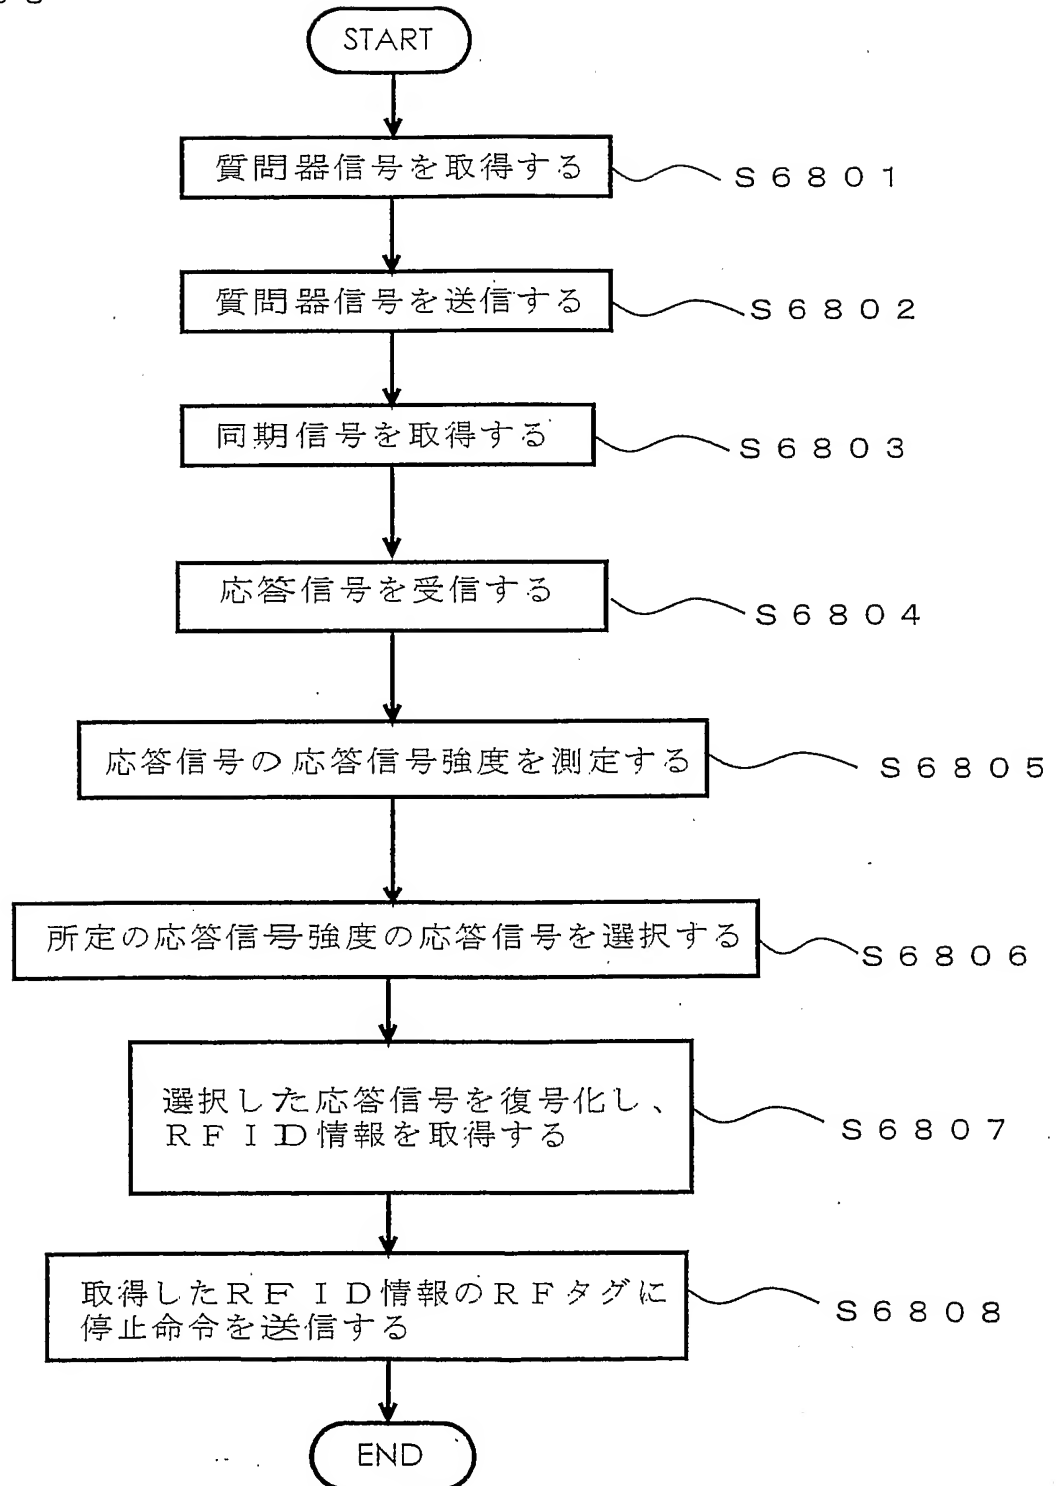 START
質問器信号を取得する
S6801
質問器信号を送信する
S6802
同期信号を取得する
S6803
応答信号を受信する
S6804
応答信号の応答信号強度を測定する
S6805
所定の応答信号強度の応答信号を選択する
S6806
選択した応答信号を復号化し、
RFID情報を取得する
S6807
取得したRFID情報のRFタグに
停止命令を送信する
S6808
END